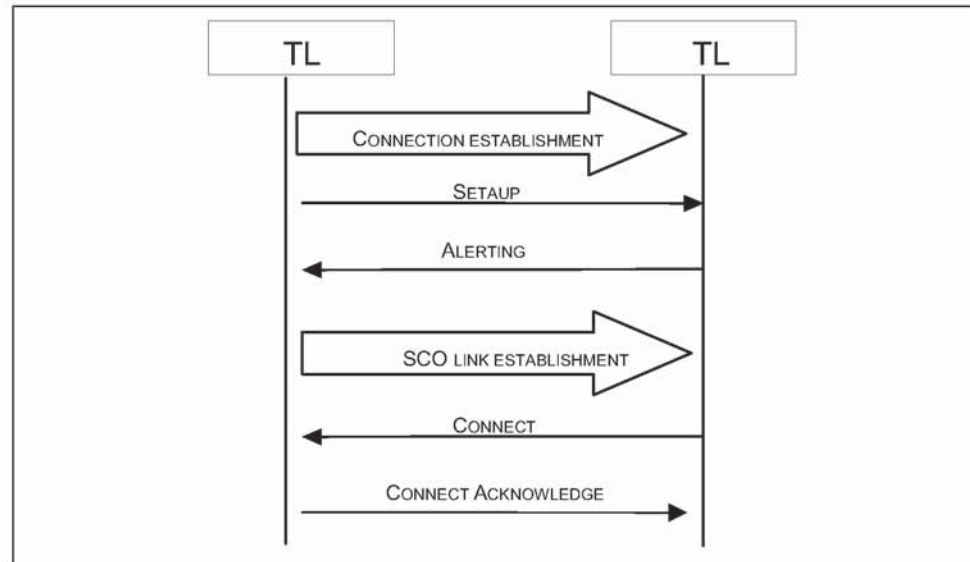 TL
TL
CONNECTION ESTABLISHMENT
SETAUP
ALERTING
SCO LINK ESTABLISHMENT
CONNECT
CONNECT ACKNOWLEDGE